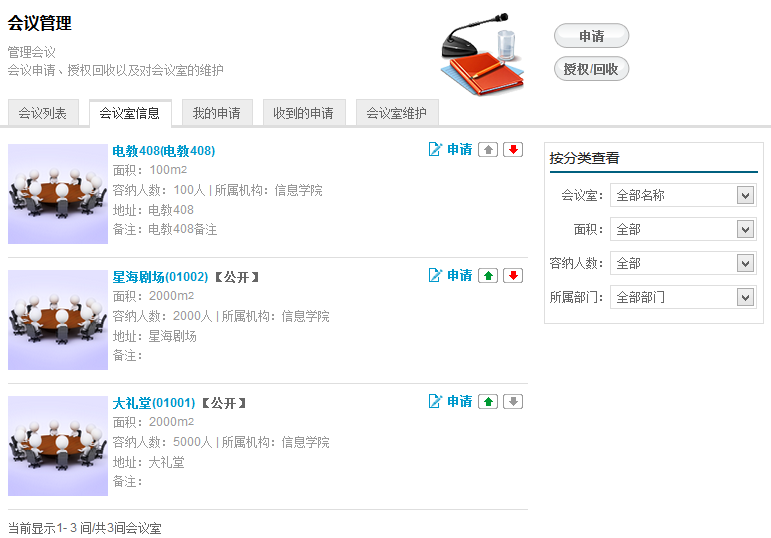 会议管理
管理会议
会议申请、授权回收以及对会议室的维护
申请
授权/回收
会议列表
会议室信息
我的申请
收到的申请
会议室维护
电教408(电教408)
申请
面积：100m2
容纳人数：100人 | 所属机构：信息学院
地址：电教408
备注：电教408备注
星海剧场(01002)【公开】
申请
面积：2000m2
容纳人数：2000人 | 所属机构：信息学院
地址：星海剧场
备注：
大礼堂(01001)【公开】
申请
面积：2000m2
容纳人数：5000人 | 所属机构：信息学院
地址：大礼堂
备注：
当前显示1- 3 间/共3间会议室
按分类查看
会议室：全部名称
面积：全部
容纳人数：全部
所属部门：全部部门